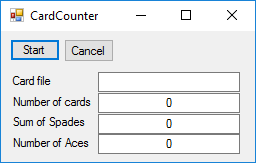 CardCounter
Start Cancel
Card file
Number of cards 0
Sum of Spades 0
Number of Aces 0